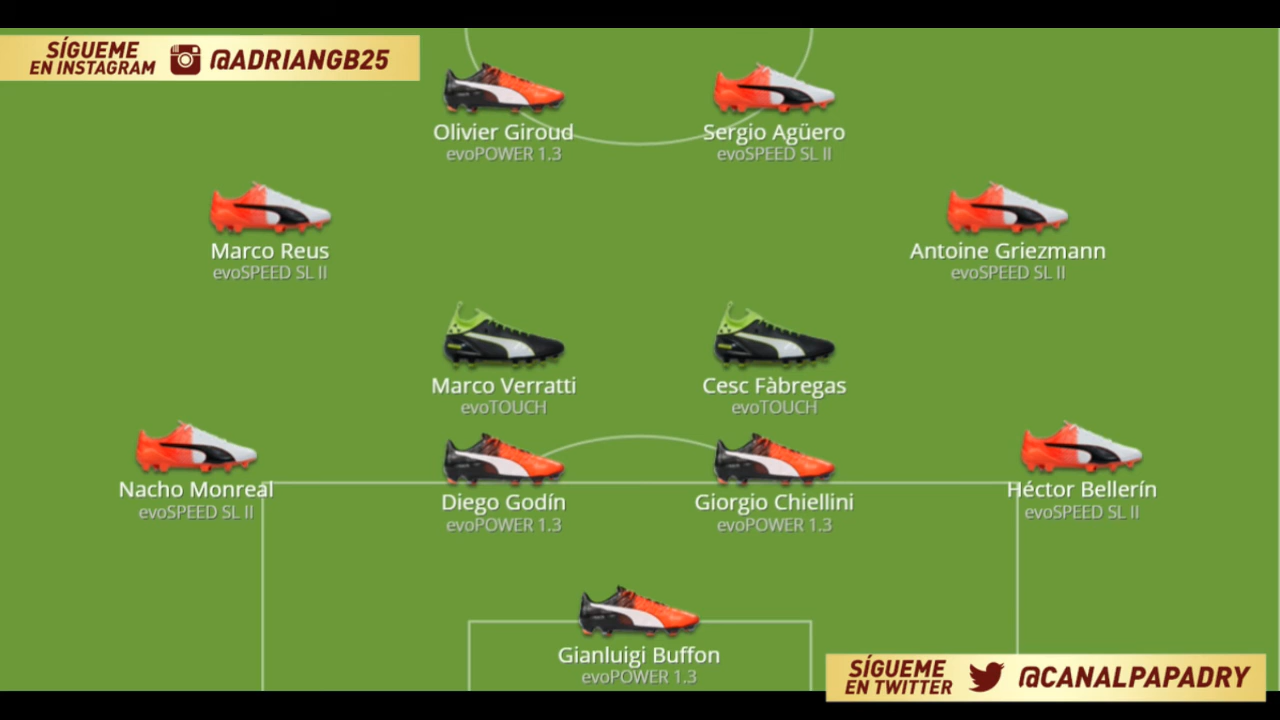 SÍGUEME
EN INSTAGRAM
@ADRIANGB25
Olivier Giroud
evoPOWER 1.3
Sergio Agüero
evoSPEED SL II
Marco Reus
evoSPEED SL II
Antoine Griezmann
evoSPEED SL II
Marco Verratti
evoTOUCH
Cesc Fàbregas
evoTOUCH
Nacho Monreal
evoSPEED SL II
Diego Godín
evoPOWER 1.3
Giorgio Chiellini
evoPOWER 1.3
Héctor Bellerín
evoSPEED SL II
Gianluigi Buffon
evoPOWER 1.3
SÍGUEME
EN TWITTER
@CANALPAPADRY